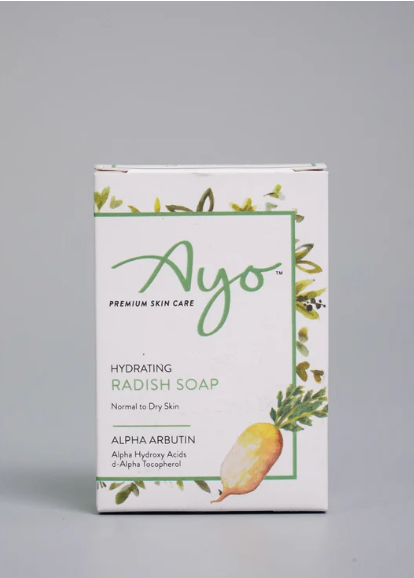 Ayo™
PREMIUM SKIN CARE
HYDRATING
RADISH SOAP
Normal to Dry Skin
ALPHA ARBUTIN
Alpha Hydroxy Acids
d-Alpha Tocopherol